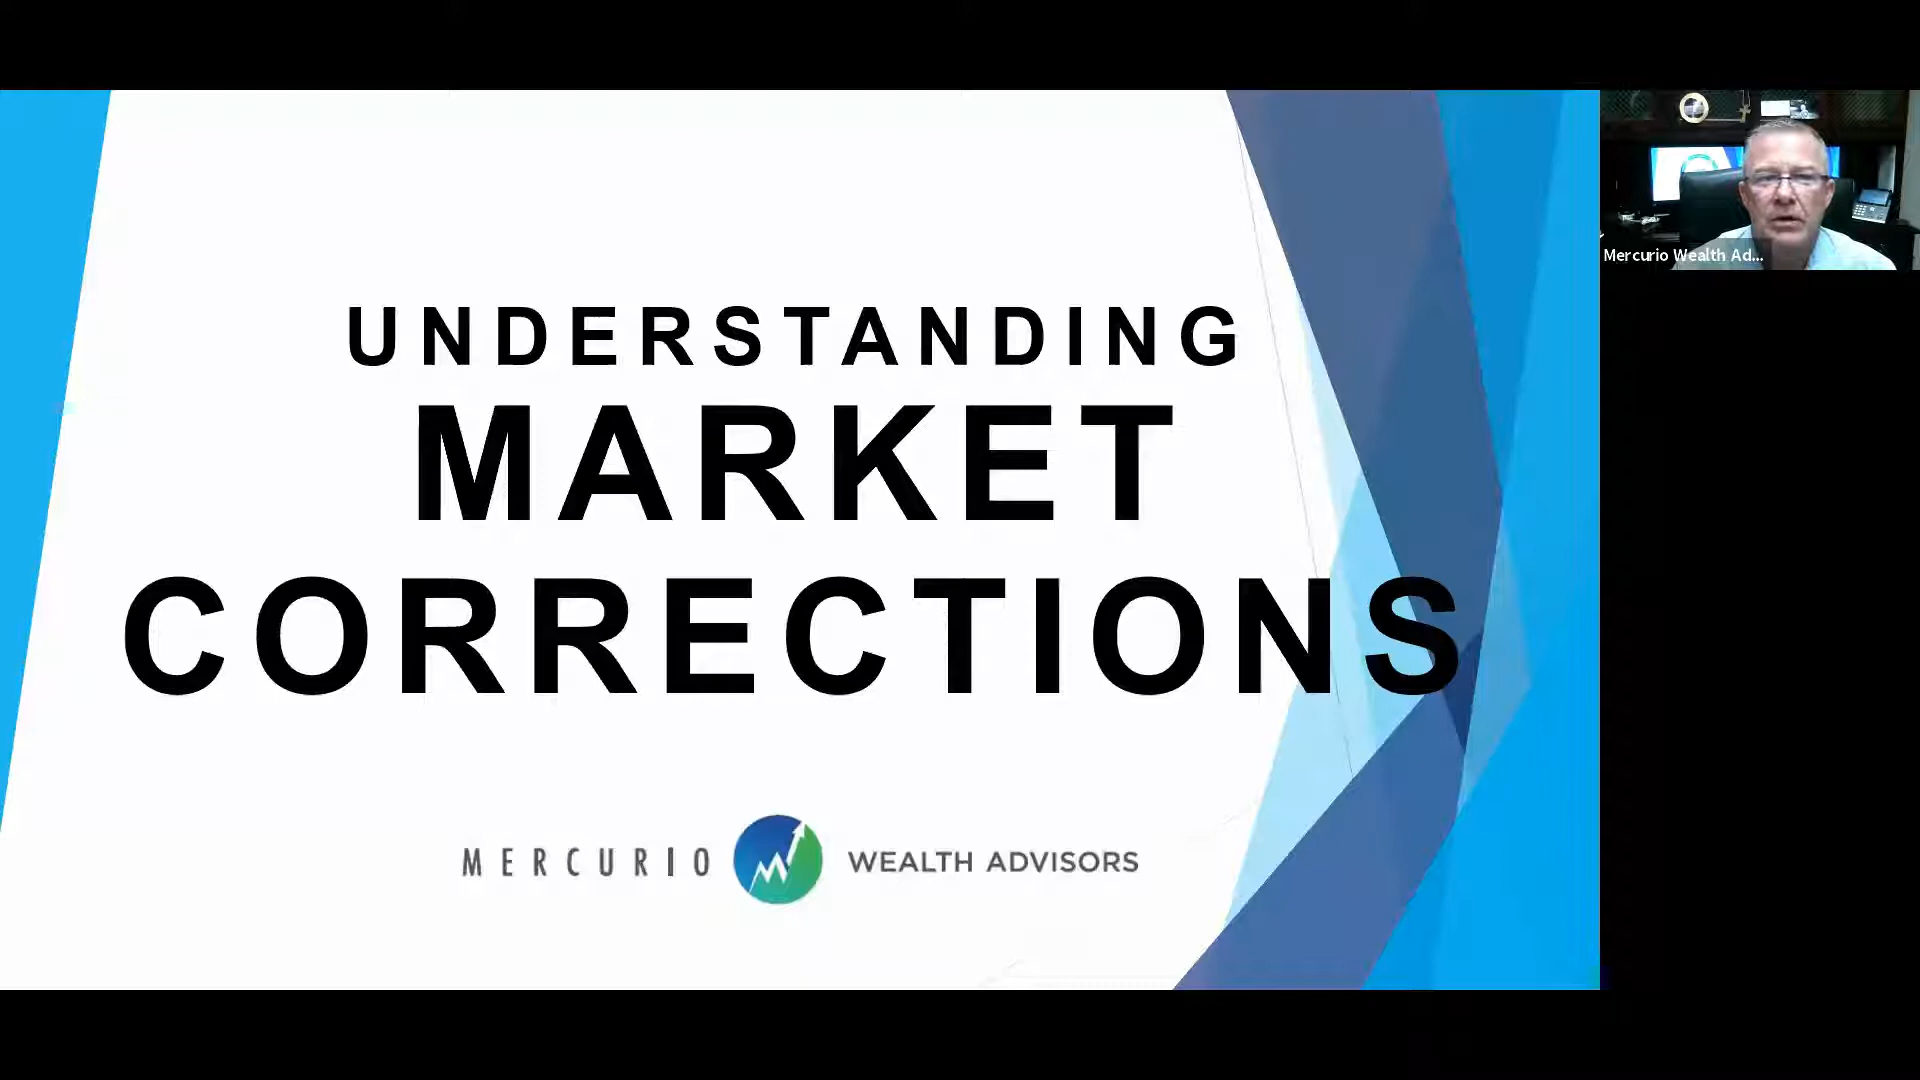 UNDERSTANDING
MARKET
CORRECTIONS
MERCURIO WEALTH ADVISORS
Mercurio Wealth Ad...